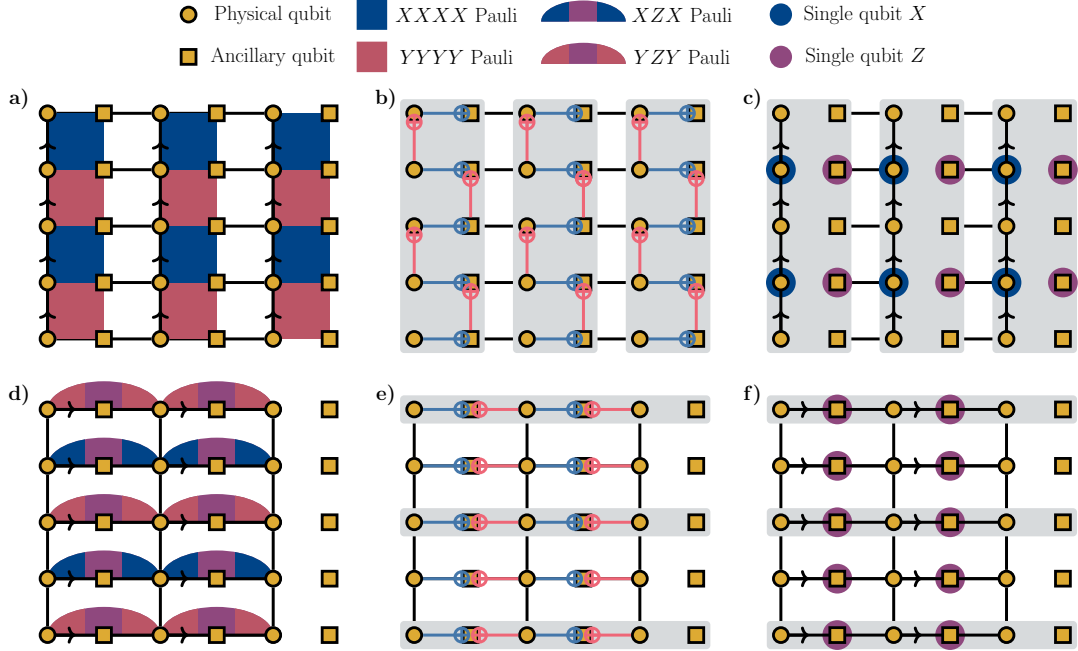 Physical qubit XXXX Pauli XZX Pauli Single qubit X
Ancillary qubit YYYY Pauli YZY Pauli Single qubit Z
a) b) c)
d) e) f)